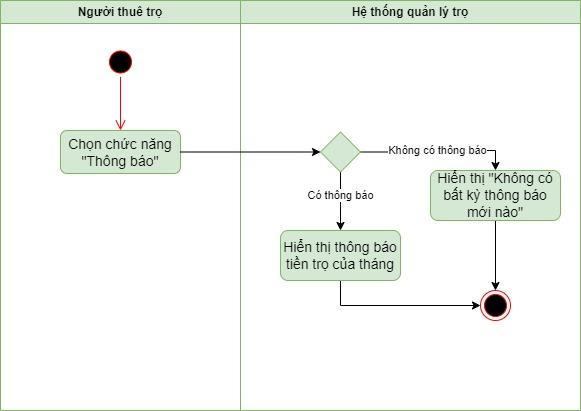 Người thuê trọ
Hệ thống quản lý trọ
Chọn chức năng
"Thông báo"
Không có thông báo
Có thông báo
Hiển thị "Không có
bất kỳ thông báo
mới nào"
Hiển thị thông báo
tiền trọ của tháng